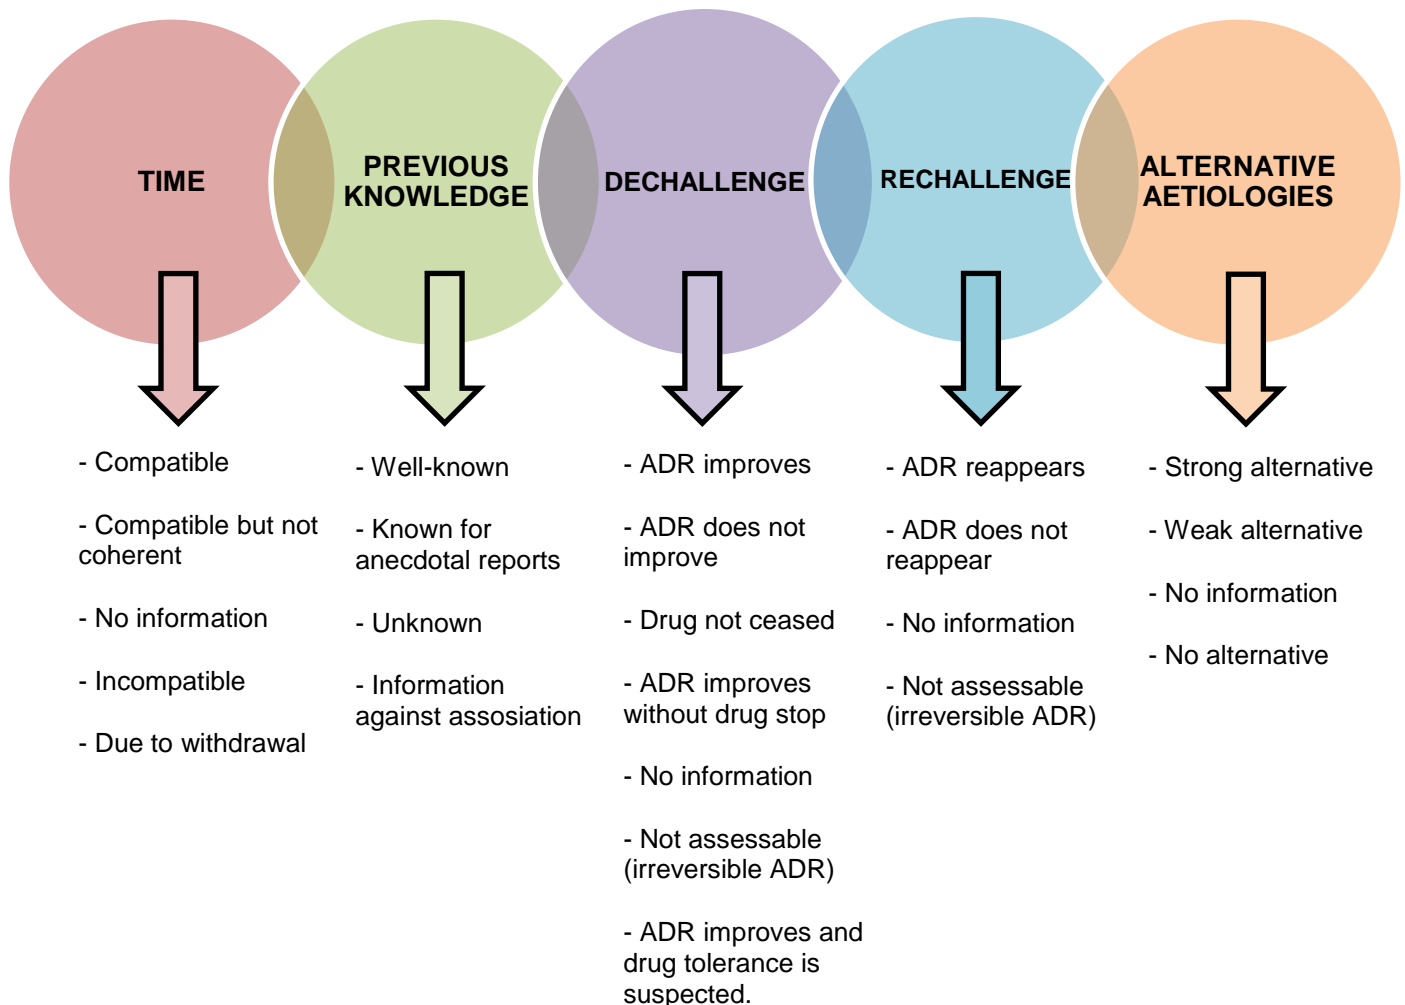 TIME
PREVIOUS
KNOWLEDGE
DECHALLENGE
RECHALLENGE
ALTERNATIVE
AETIOLOGIES
- Compatible
- Compatible but not
coherent
- No information
- Incompatible
- Due to withdrawal
- Well-known
- Known for
anecdotal reports
- Unknown
- Information
against assosiation
- ADR improves
- ADR does not
improve
- Drug not ceased
- ADR improves
without drug stop
- No information
- Not assessable
(irreversible ADR)
- ADR improves and
drug tolerance is
suspected.
- ADR reappears
- ADR does not
reappear
- No information
- Not assessable
(irreversible ADR)
- Strong alternative
- Weak alternative
- No information
- No alternative